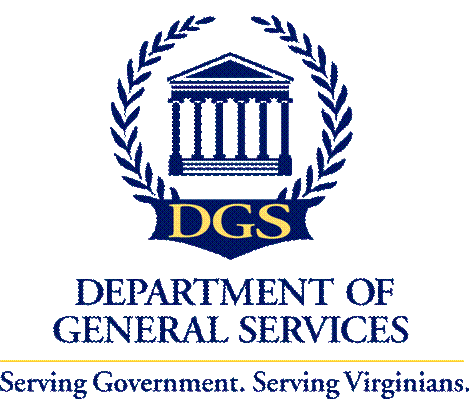 DGS
DEPARTMENT OF
GENERAL SERVICES
Serving Government. Serving Virginians.